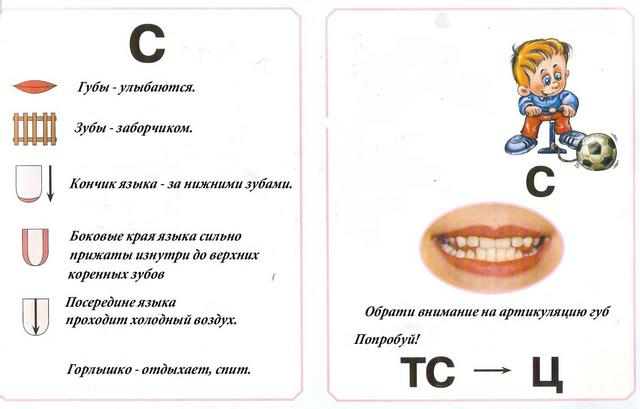 С
Губы - улыбаются.
Зубы - заборчиком.
Кончик языка - за нижними зубами.
Боковые края языка сильно
прижаты изнутри до верхних
коренных зубов
Посередине языка
проходит холодный воздух.
Горлышко - отдыхает, спит.
С
Обрати внимание на артикуляцию губ
Попробуй!
ТС → Ц